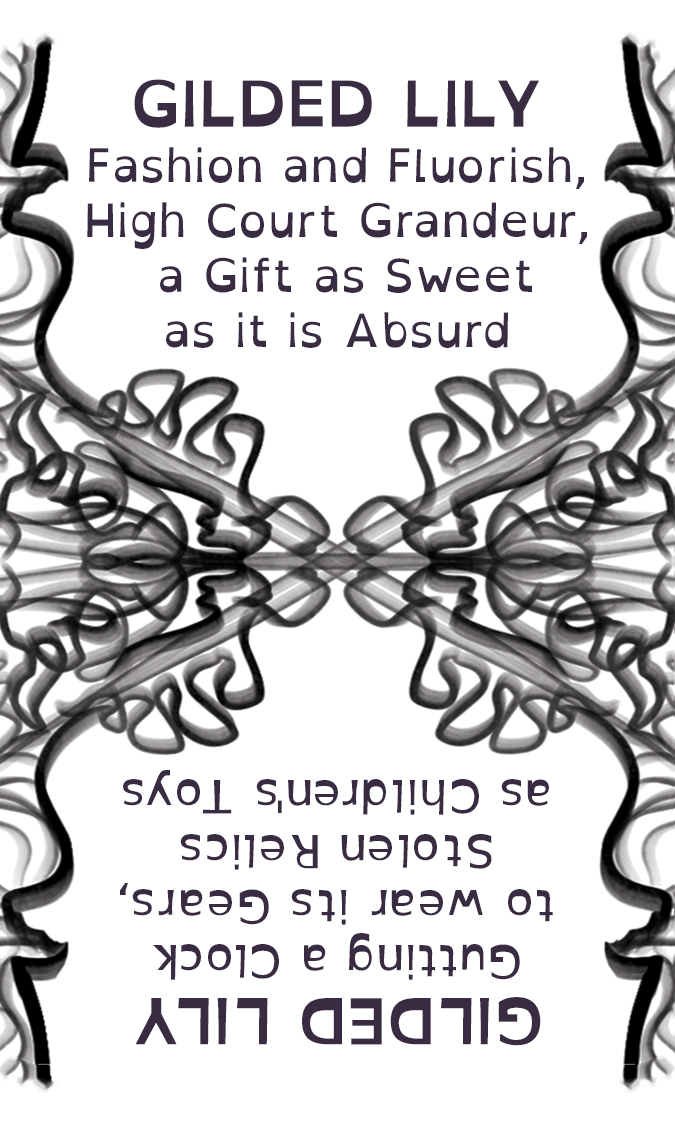 GILDED LILY
Fashion and Fluorish,
High Court Grandeur,
a Gift as Sweet
as it is Absurd
GILDED LILY
Gutting a Clock
to wear its Gears,
Stolen Relics
as Children's Toys